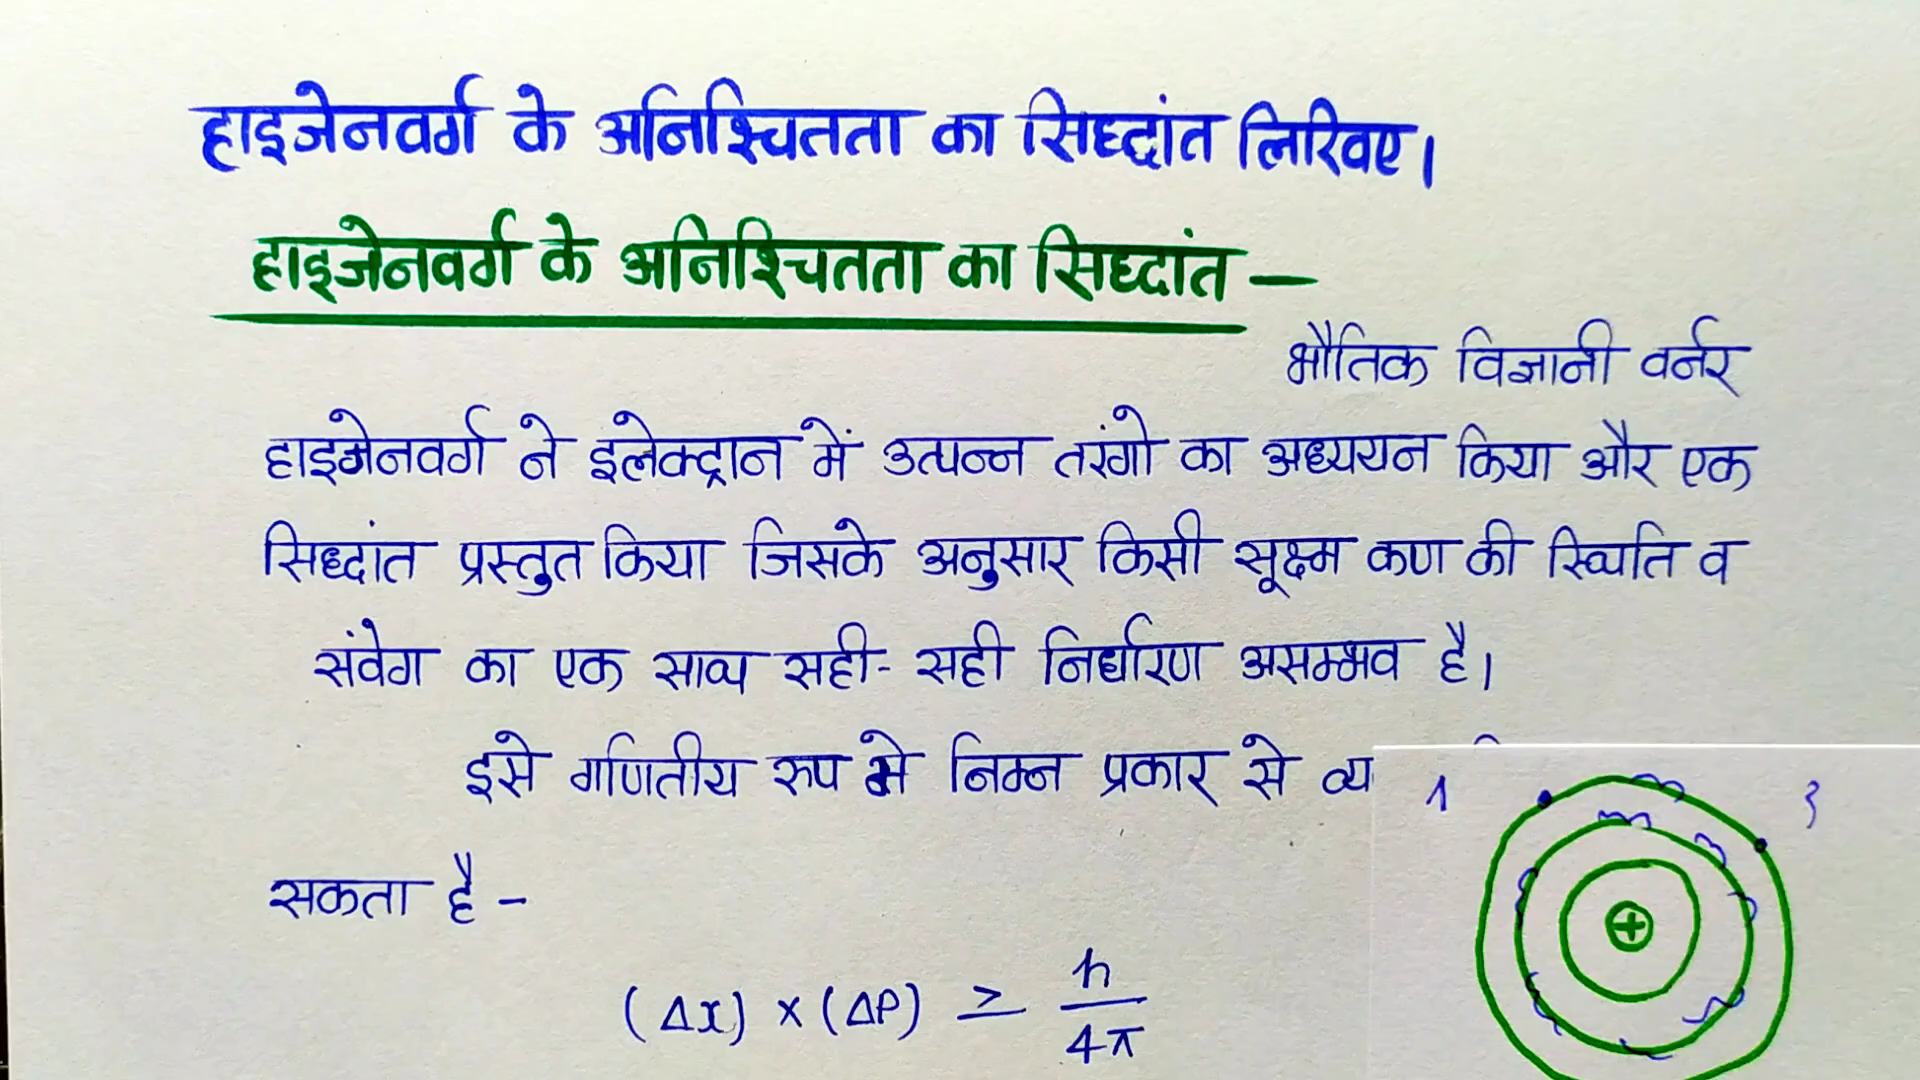 हाइजेनवर्ग के अनिश्चितता का सिद्धांत लिखिए।
हाइजेनवर्ग के अनिश्चितता का सिद्धांत —
भौतिक विज्ञानी वर्नर
हाइजेनवर्ग ने इलेक्ट्रान में उत्पन्न तरंगो का अध्ययन किया और एक
सिद्धांत प्रस्तुत किया जिसके अनुसार किसी सूक्ष्म कण की स्थिति व
संवेग का एक साथ सही-सही निर्धारण असम्भव है।
इसे गणितीय रूप मे निम्न प्रकार से
सकता है -
(Δx) × (ΔP) ≥ h/4π
+